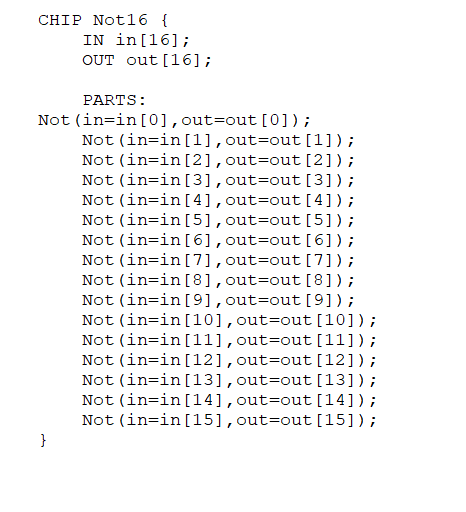 CHIP Not16 {
    IN in[16];
    OUT out[16];

    PARTS:
Not(in=in[0],out=out[0]);
    Not(in=in[1],out=out[1]);
    Not(in=in[2],out=out[2]);
    Not(in=in[3],out=out[3]);
    Not(in=in[4],out=out[4]);
    Not(in=in[5],out=out[5]);
    Not(in=in[6],out=out[6]);
    Not(in=in[7],out=out[7]);
    Not(in=in[8],out=out[8]);
    Not(in=in[9],out=out[9]);
    Not(in=in[10],out=out[10]);
    Not(in=in[11],out=out[11]);
    Not(in=in[12],out=out[12]);
    Not(in=in[13],out=out[13]);
    Not(in=in[14],out=out[14]);
    Not(in=in[15],out=out[15]);
}